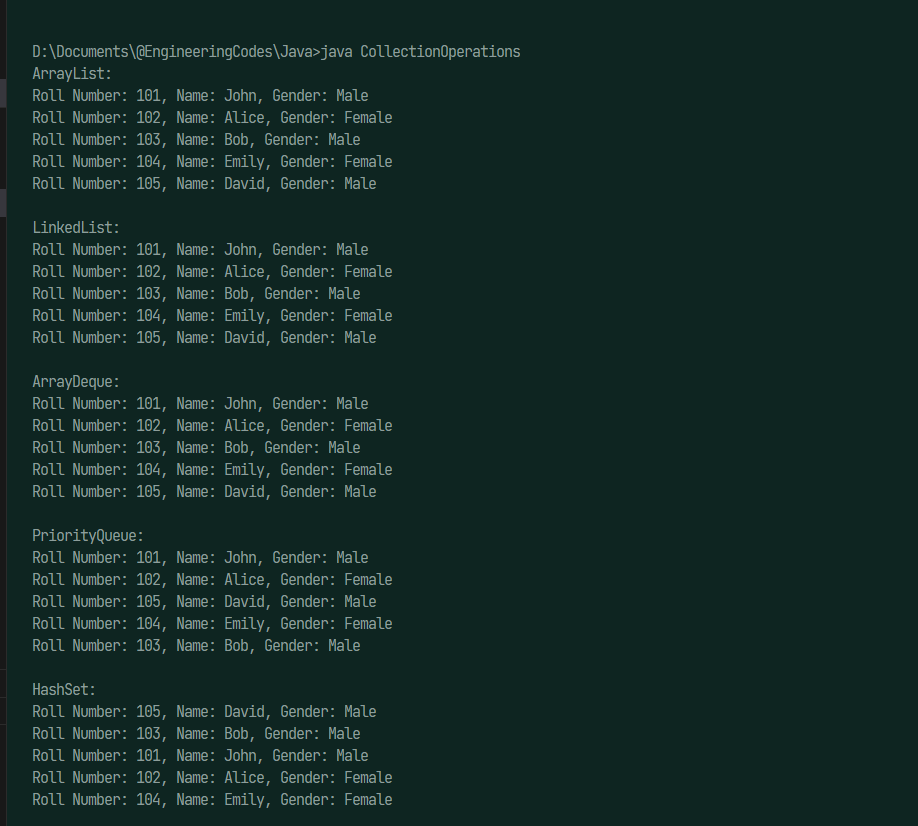 D:\Documents\@EngineeringCodes\Java>java CollectionOperations
ArrayList:
Roll Number: 101, Name: John, Gender: Male
Roll Number: 102, Name: Alice, Gender: Female
Roll Number: 103, Name: Bob, Gender: Male
Roll Number: 104, Name: Emily, Gender: Female
Roll Number: 105, Name: David, Gender: Male
LinkedList:
Roll Number: 101, Name: John, Gender: Male
Roll Number: 102, Name: Alice, Gender: Female
Roll Number: 103, Name: Bob, Gender: Male
Roll Number: 104, Name: Emily, Gender: Female
Roll Number: 105, Name: David, Gender: Male
ArrayDeque:
Roll Number: 101, Name: John, Gender: Male
Roll Number: 102, Name: Alice, Gender: Female
Roll Number: 103, Name: Bob, Gender: Male
Roll Number: 104, Name: Emily, Gender: Female
Roll Number: 105, Name: David, Gender: Male
PriorityQueue:
Roll Number: 101, Name: John, Gender: Male
Roll Number: 102, Name: Alice, Gender: Female
Roll Number: 105, Name: David, Gender: Male
Roll Number: 104, Name: Emily, Gender: Female
Roll Number: 103, Name: Bob, Gender: Male
HashSet:
Roll Number: 105, Name: David, Gender: Male
Roll Number: 103, Name: Bob, Gender: Male
Roll Number: 101, Name: John, Gender: Male
Roll Number: 102, Name: Alice, Gender: Female
Roll Number: 104, Name: Emily, Gender: Female